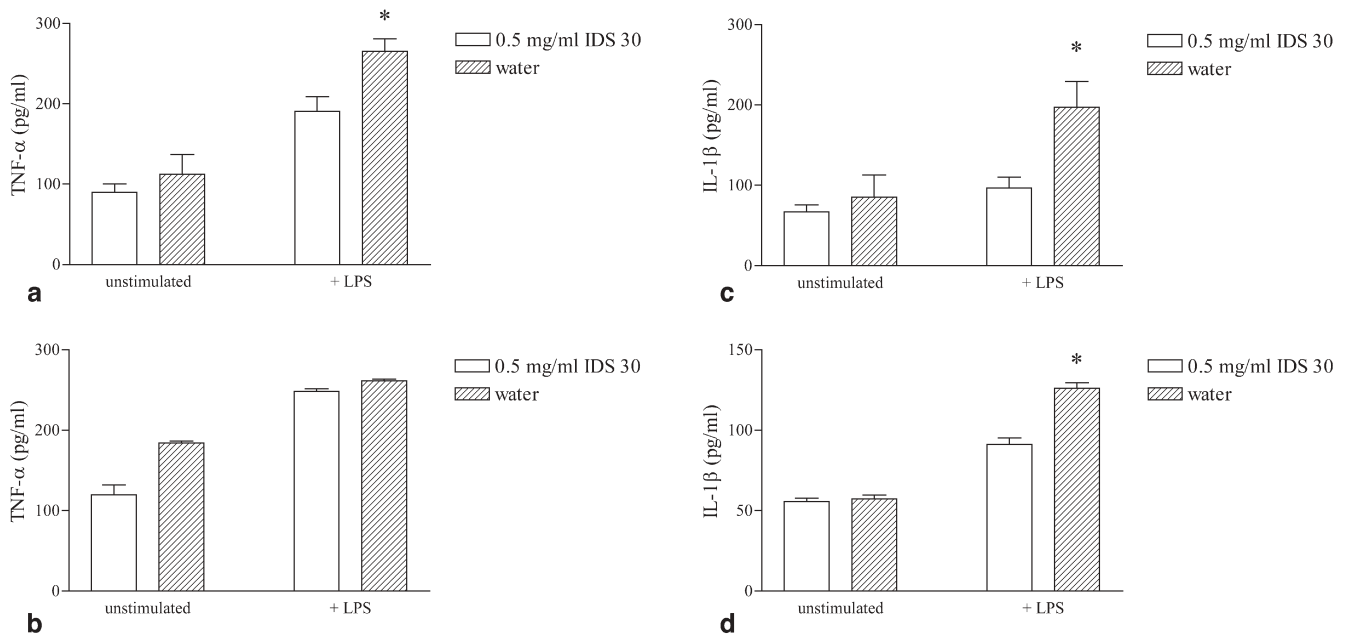 300
200
100
0
TNF-α (pg/ml)
*
unstimulated
+ LPS
0.5 mg/ml IDS 30
water
a
300
200
100
0
IL-1β (pg/ml)
*
unstimulated
+ LPS
0.5 mg/ml IDS 30
water
c
300
200
100
0
TNF-α (pg/ml)
unstimulated
+ LPS
0.5 mg/ml IDS 30
water
b
150
100
50
0
IL-1β (pg/ml)
*
unstimulated
+ LPS
0.5 mg/ml IDS 30
water
d